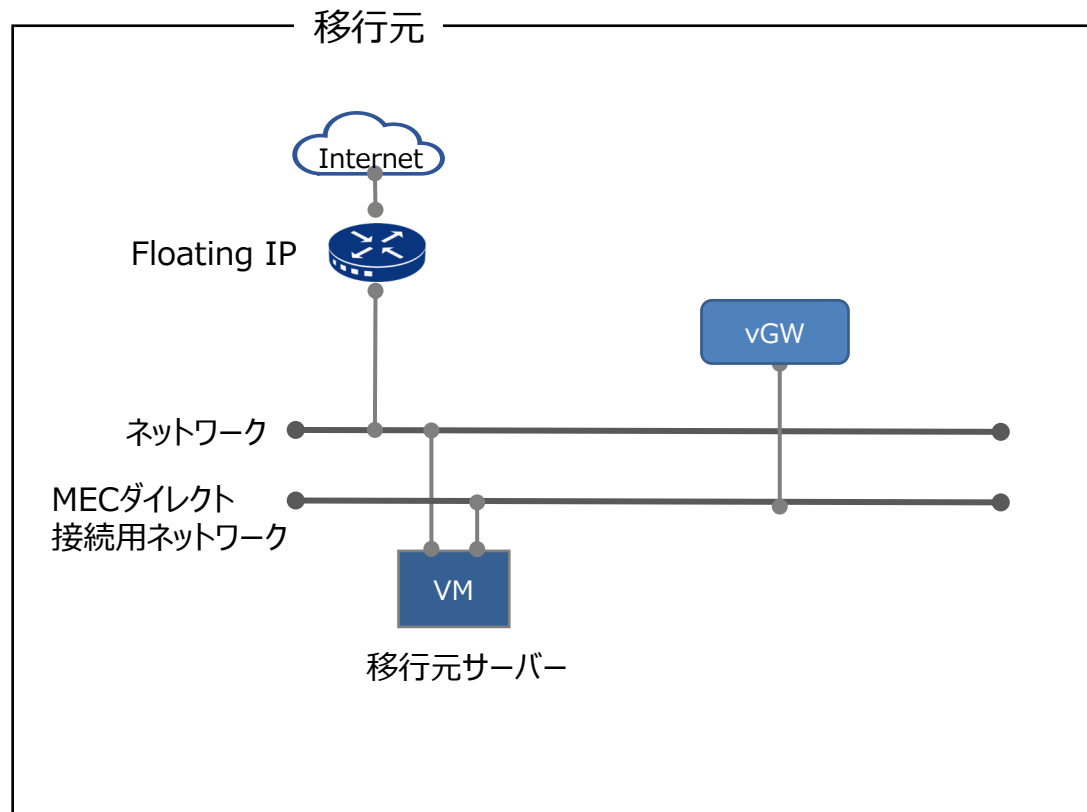 移行元
Internet
Floating IP
vGW
ネットワーク
MECダイレクト
接続用ネットワーク
VM
移行元サーバー